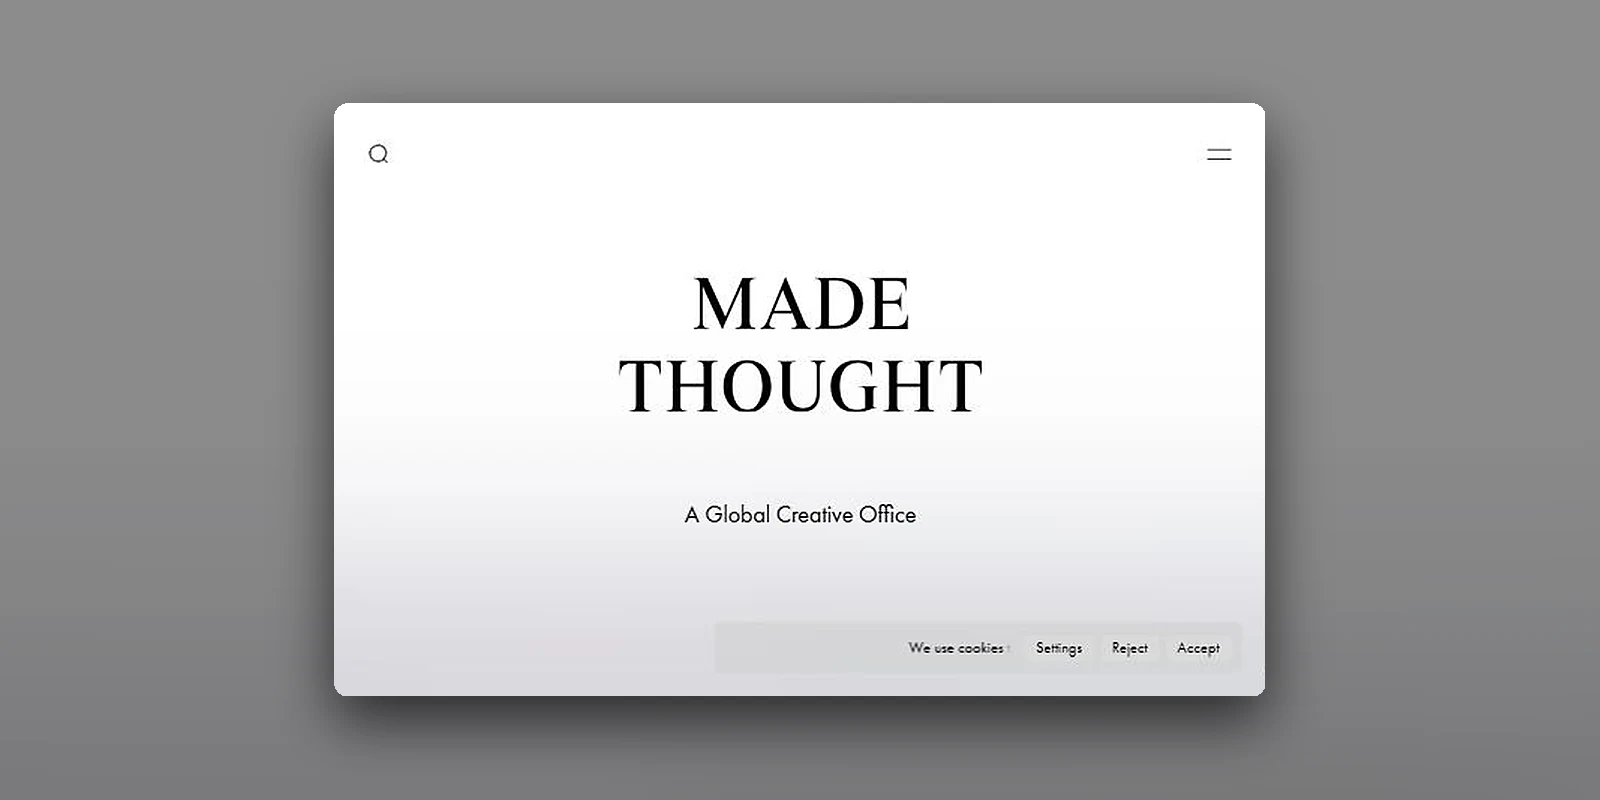 MADE
THOUGHT
A Global Creative Office
We use cookies
Settings
Reject
Accept